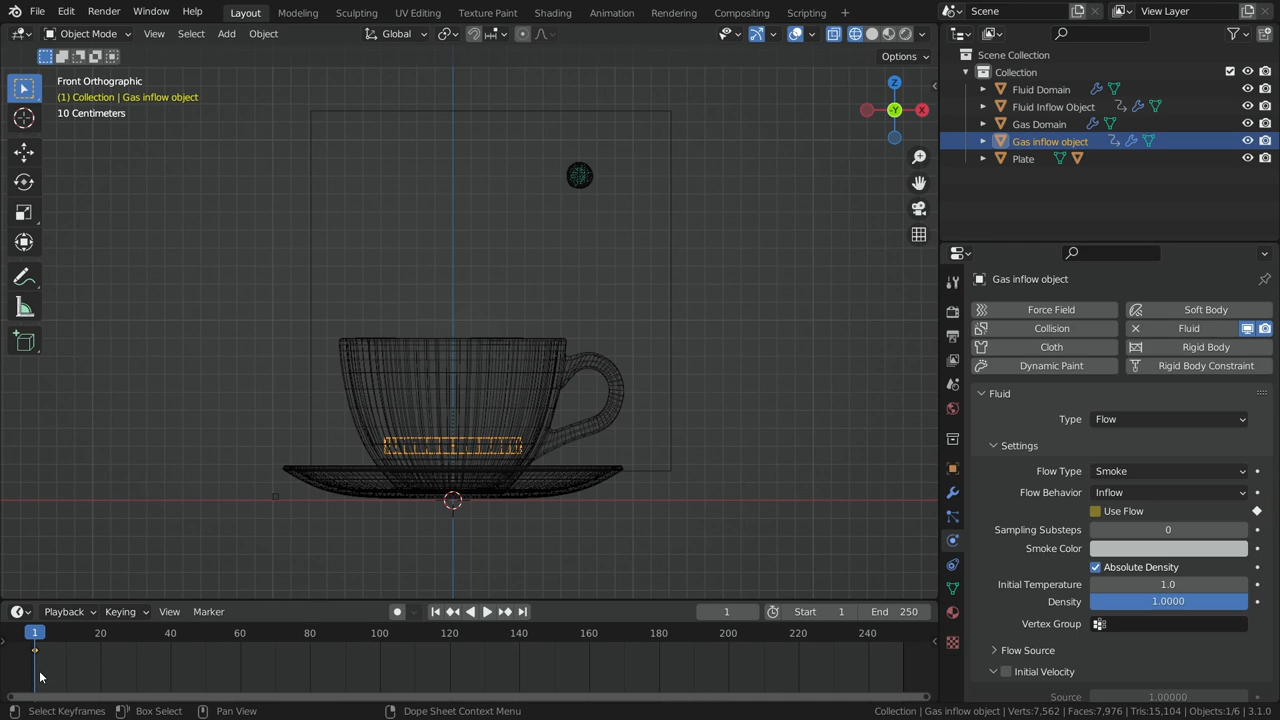 File Edit Render Window Help Layout Modeling Sculpting UV Editing Texture Paint Shading Animation Rendering Compositing Scripting + Scene View Layer
Object Mode View Select Add Object Global
Options
Front Orthographic
(1) Collection | Gas inflow object
10 Centimeters
Z
-Y
X
Scene Collection
Collection
Fluid Domain
Fluid Inflow Object
Gas Domain
Gas inflow object
Plate
Gas inflow object
Force Field Soft Body
Collision Fluid
Cloth Rigid Body
Dynamic Paint Rigid Body Constraint
Fluid
Type Flow
Settings
Flow Type Smoke
Flow Behavior Inflow
Use Flow
Sampling Substeps 0
Smoke Color
Absolute Density
Initial Temperature 1.0
Density 1.0000
Vertex Group
Flow Source
Initial Velocity
Source 1.00000
Playback Keying View Marker 1 Start 1 End 250
1 20 40 60 80 100 120 140 160 180 200 220 240
Select Keyframes Box Select Pan View Dope Sheet Context Menu Collection | Gas inflow object | Verts:7,562 | Faces:7,976 | Tris:15,104 | Objects:1/6 | 3.1.0